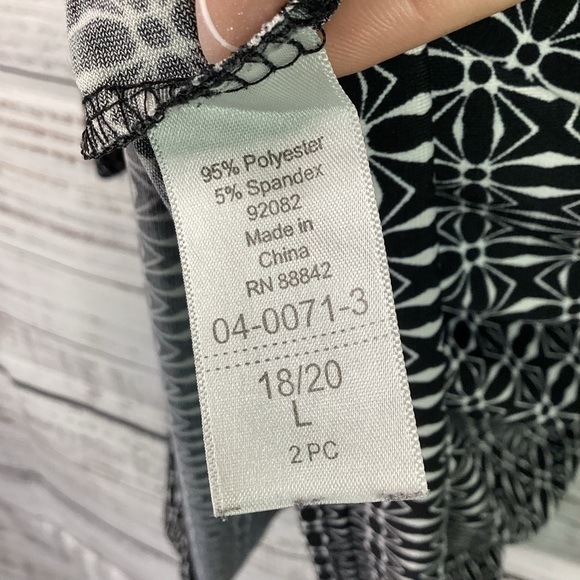 95% Polyester
5% Spandex
92082
Made in
China
RN 88842
04-0071-3
18/20
L
2 PC